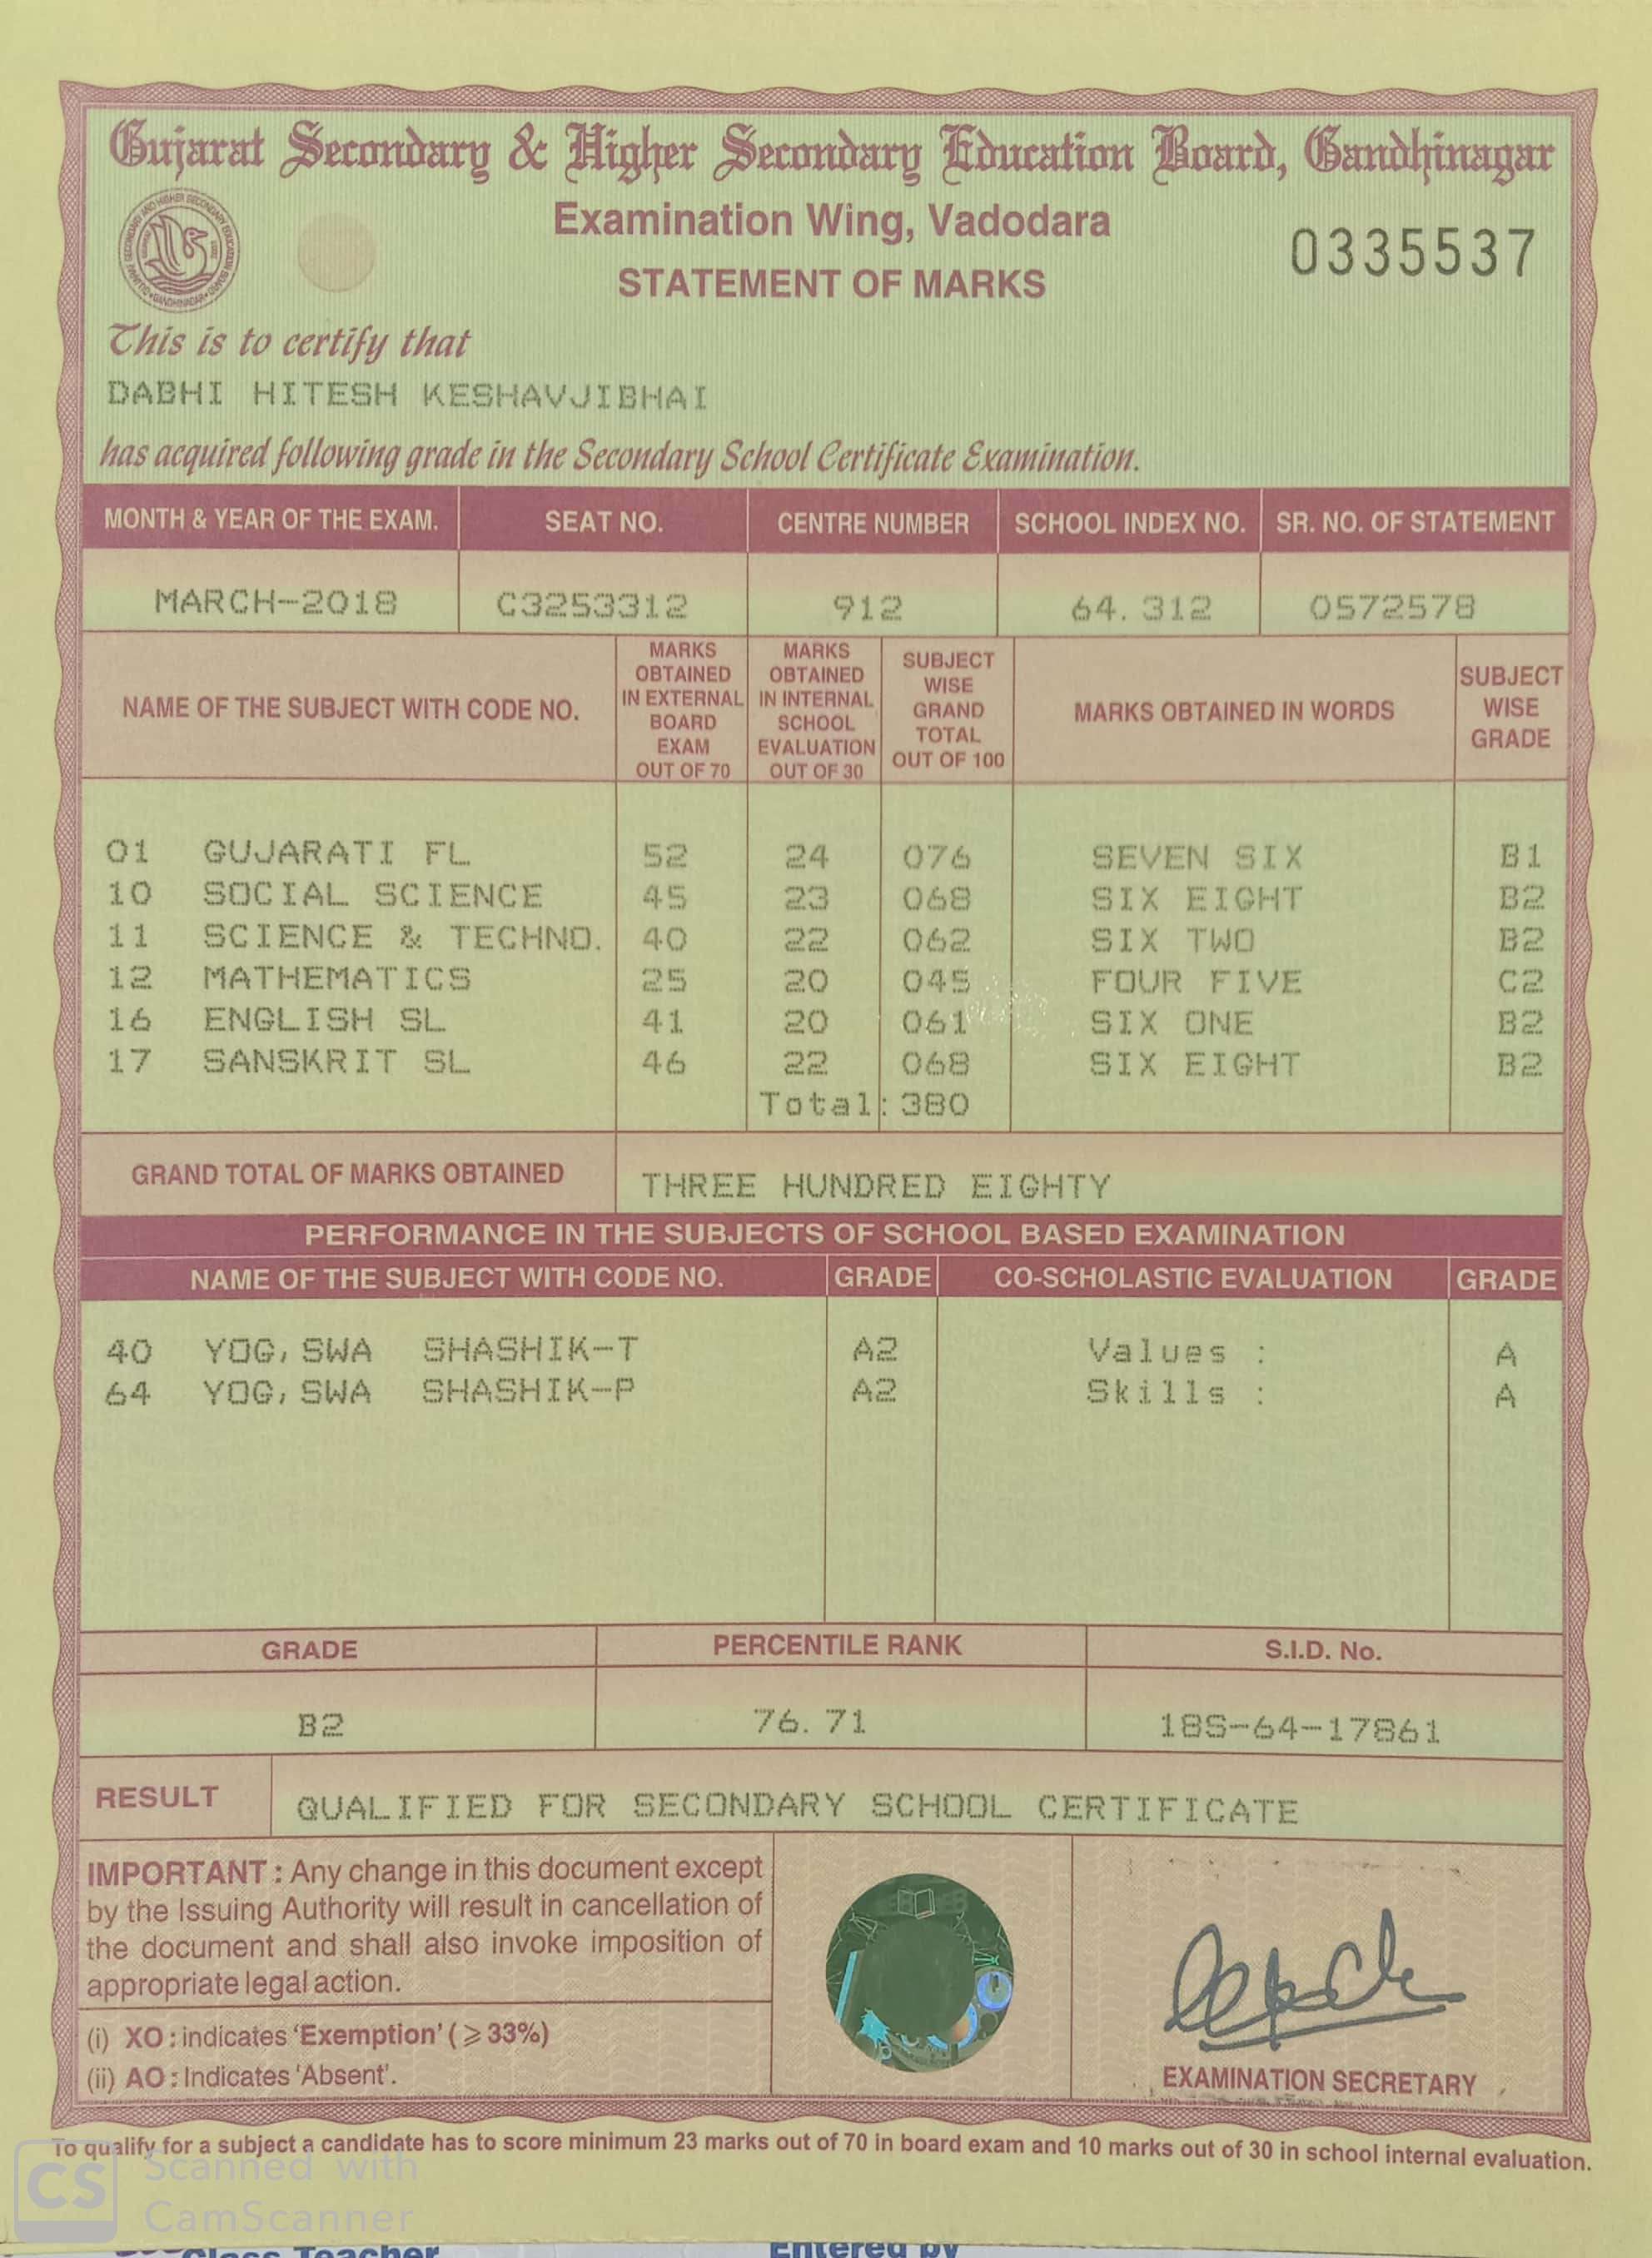 Gujarat Secondary & Higher Secondary Education Board, Gandhinagar
Examination Wing, Vadodara
0335537
STATEMENT OF MARKS
This is to certify that
DABHI HITESH KESHAVJIBHAI
has acquired following grade in the Secondary School Certificate Examination.
MONTH & YEAR OF THE EXAM. SEAT NO. CENTRE NUMBER SCHOOL INDEX NO. SR. NO. OF STATEMENT
MARCH-2018 C3253312 912 64.312 0572578
NAME OF THE SUBJECT WITH CODE NO. MARKS OBTAINED IN EXTERNAL BOARD EXAM OUT OF 70 MARKS OBTAINED IN INTERNAL SCHOOL EVALUATION OUT OF 30 SUBJECT WISE GRAND TOTAL OUT OF 100 MARKS OBTAINED IN WORDS SUBJECT WISE GRADE
01 GUJARATI FL 52 24 076 SEVEN SIX B1
10 SOCIAL SCIENCE 45 23 068 SIX EIGHT B2
11 SCIENCE & TECHNO. 40 22 062 SIX TWO B2
12 MATHEMATICS 25 20 045 FOUR FIVE C2
16 ENGLISH SL 41 20 061 SIX ONE B2
17 SANSKRIT SL 46 22 068 SIX EIGHT B2
Total: 380
GRAND TOTAL OF MARKS OBTAINED THREE HUNDRED EIGHTY
PERFORMANCE IN THE SUBJECTS OF SCHOOL BASED EXAMINATION
NAME OF THE SUBJECT WITH CODE NO. GRADE CO-SCHOLASTIC EVALUATION GRADE
40 YOG, SWA SHASHIK-T A2 Values : A
64 YOG, SWA SHASHIK-P A2 Skills : A
GRADE PERCENTILE RANK S.I.D. No.
B2 76.71 18S-64-17861
RESULT QUALIFIED FOR SECONDARY SCHOOL CERTIFICATE
IMPORTANT : Any change in this document except
by the Issuing Authority will result in cancellation of
the document and shall also invoke imposition of
appropriate legal action.
(i) XO : indicates 'Exemption' (⩾33%)
(ii) AO : Indicates 'Absent'.
EXAMINATION SECRETARY
To qualify for a subject a candidate has to score minimum 23 marks out of 70 in board exam and 10 marks out of 30 in school internal evaluation.
CS Scanned with
CamScanner
Class Teacher Entered by